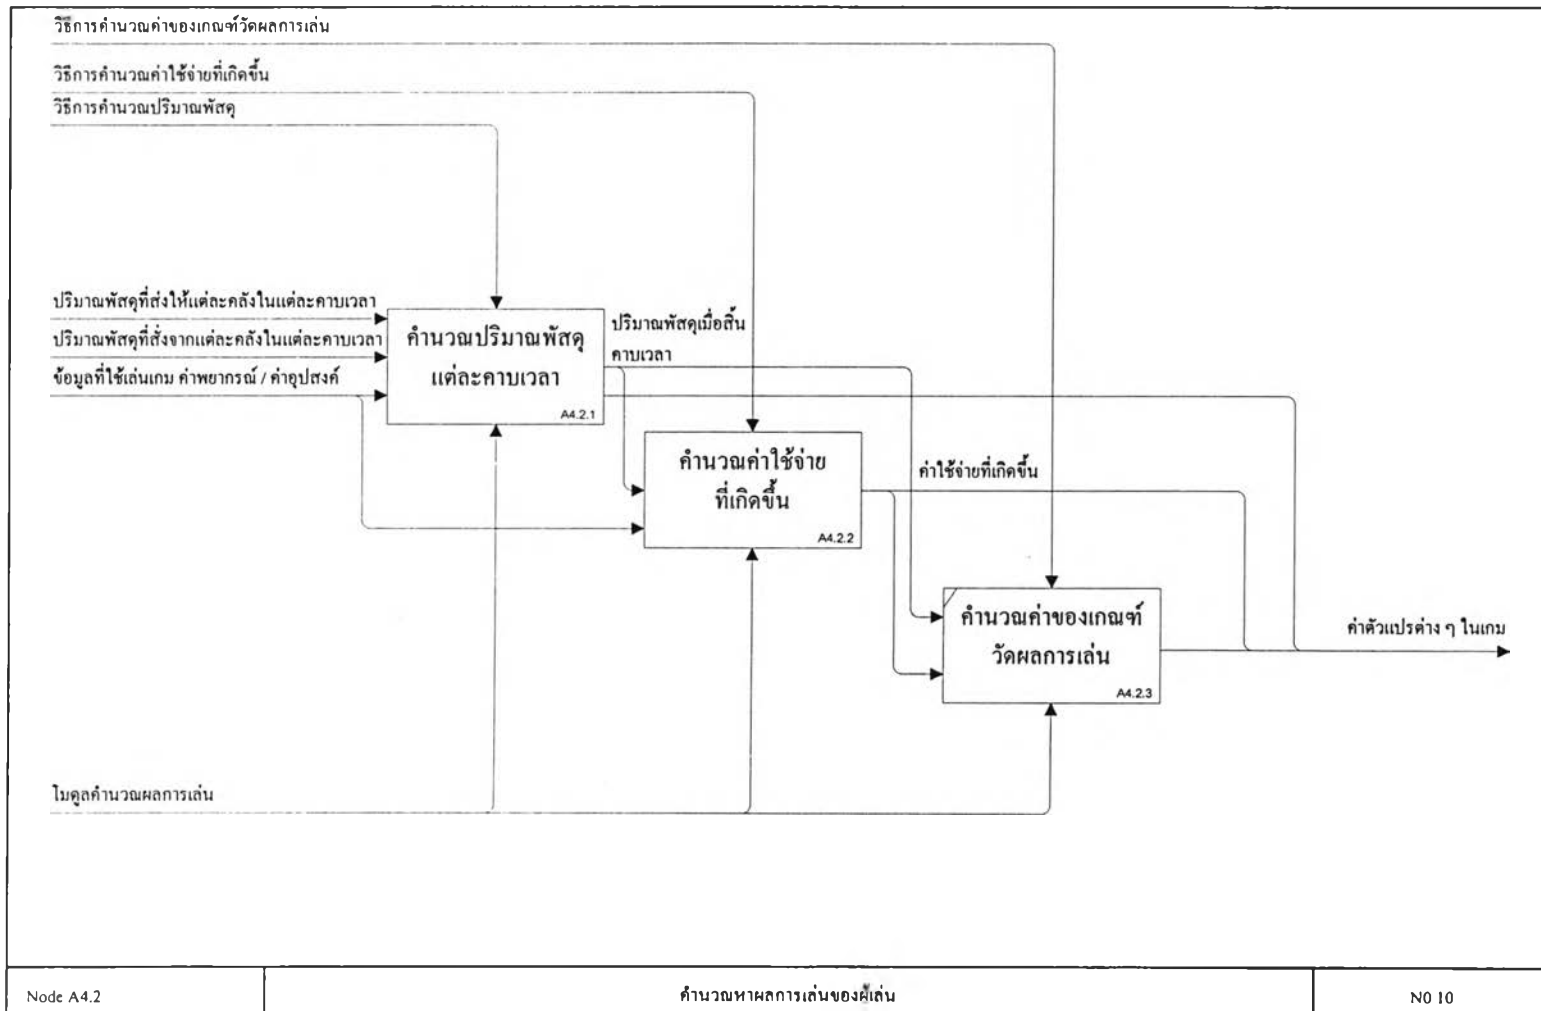 วิธีการคำนวณค่าของเกณฑ์วัดผลการเล่น
วิธีการคำนวณค่าใช้จ่ายที่เกิดขึ้น
วิธีการคำนวณปริมาณพัสดุ
ปริมาณพัสดุที่ส่งให้แต่ละคลังในแต่ละคาบเวลา
ปริมาณพัสดุที่สั่งจากแต่ละคลังในแต่ละคาบเวลา
ข้อมูลที่ใช้เล่นเกม ค่าพยากรณ์ / ค่าอุปสงค์
คำนวณปริมาณพัสดุ
แต่ละคาบเวลา
A4.2.1
ปริมาณพัสดุเมื่อสิ้น
คาบเวลา
คำนวณค่าใช้จ่าย
ที่เกิดขึ้น
A4.2.2
ค่าใช้จ่ายที่เกิดขึ้น
คำนวณค่าของเกณฑ์
วัดผลการเล่น
A4.2.3
ค่าตัวแปรต่าง ๆ ในเกม
โมดูลคำนวณผลการเล่น
Node A4.2
คำนวณหาผลการเล่นของผู้เล่น
N0 10